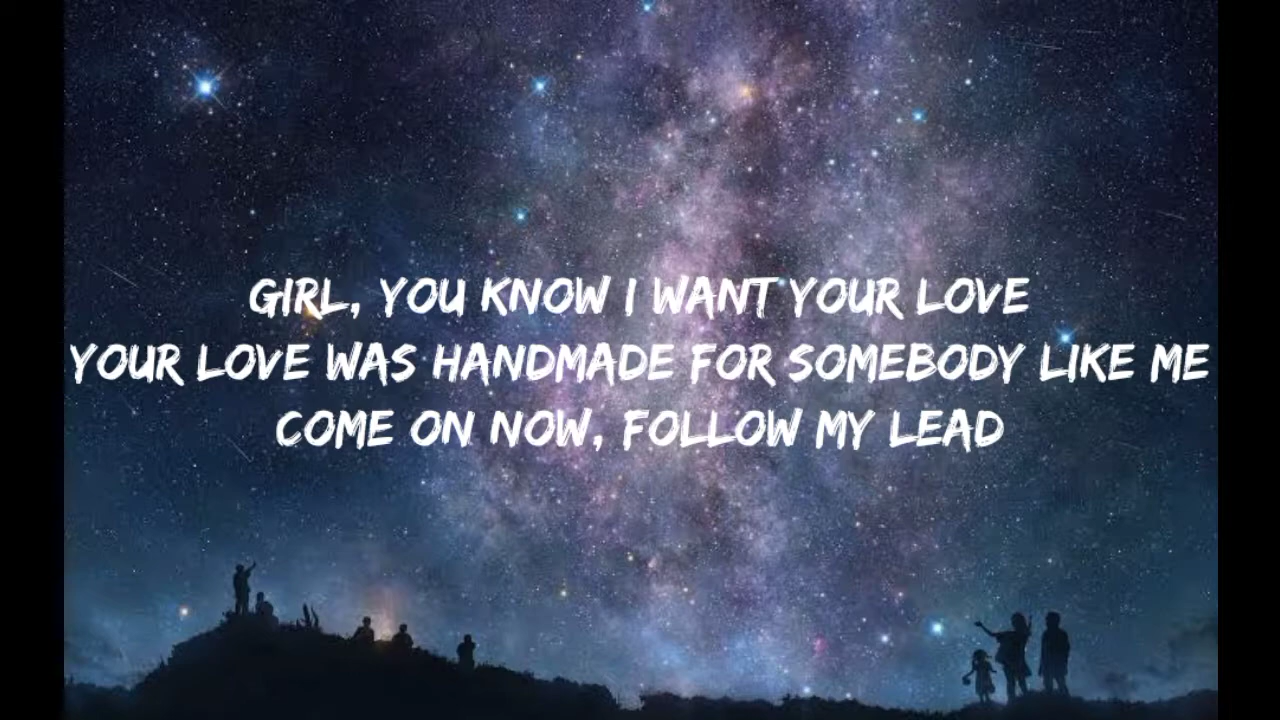 GIRL, YOU KNOW I WANT YOUR LOVE
YOUR LOVE WAS HANDMADE FOR SOMEBODY LIKE ME
COME ON NOW, FOLLOW MY LEAD